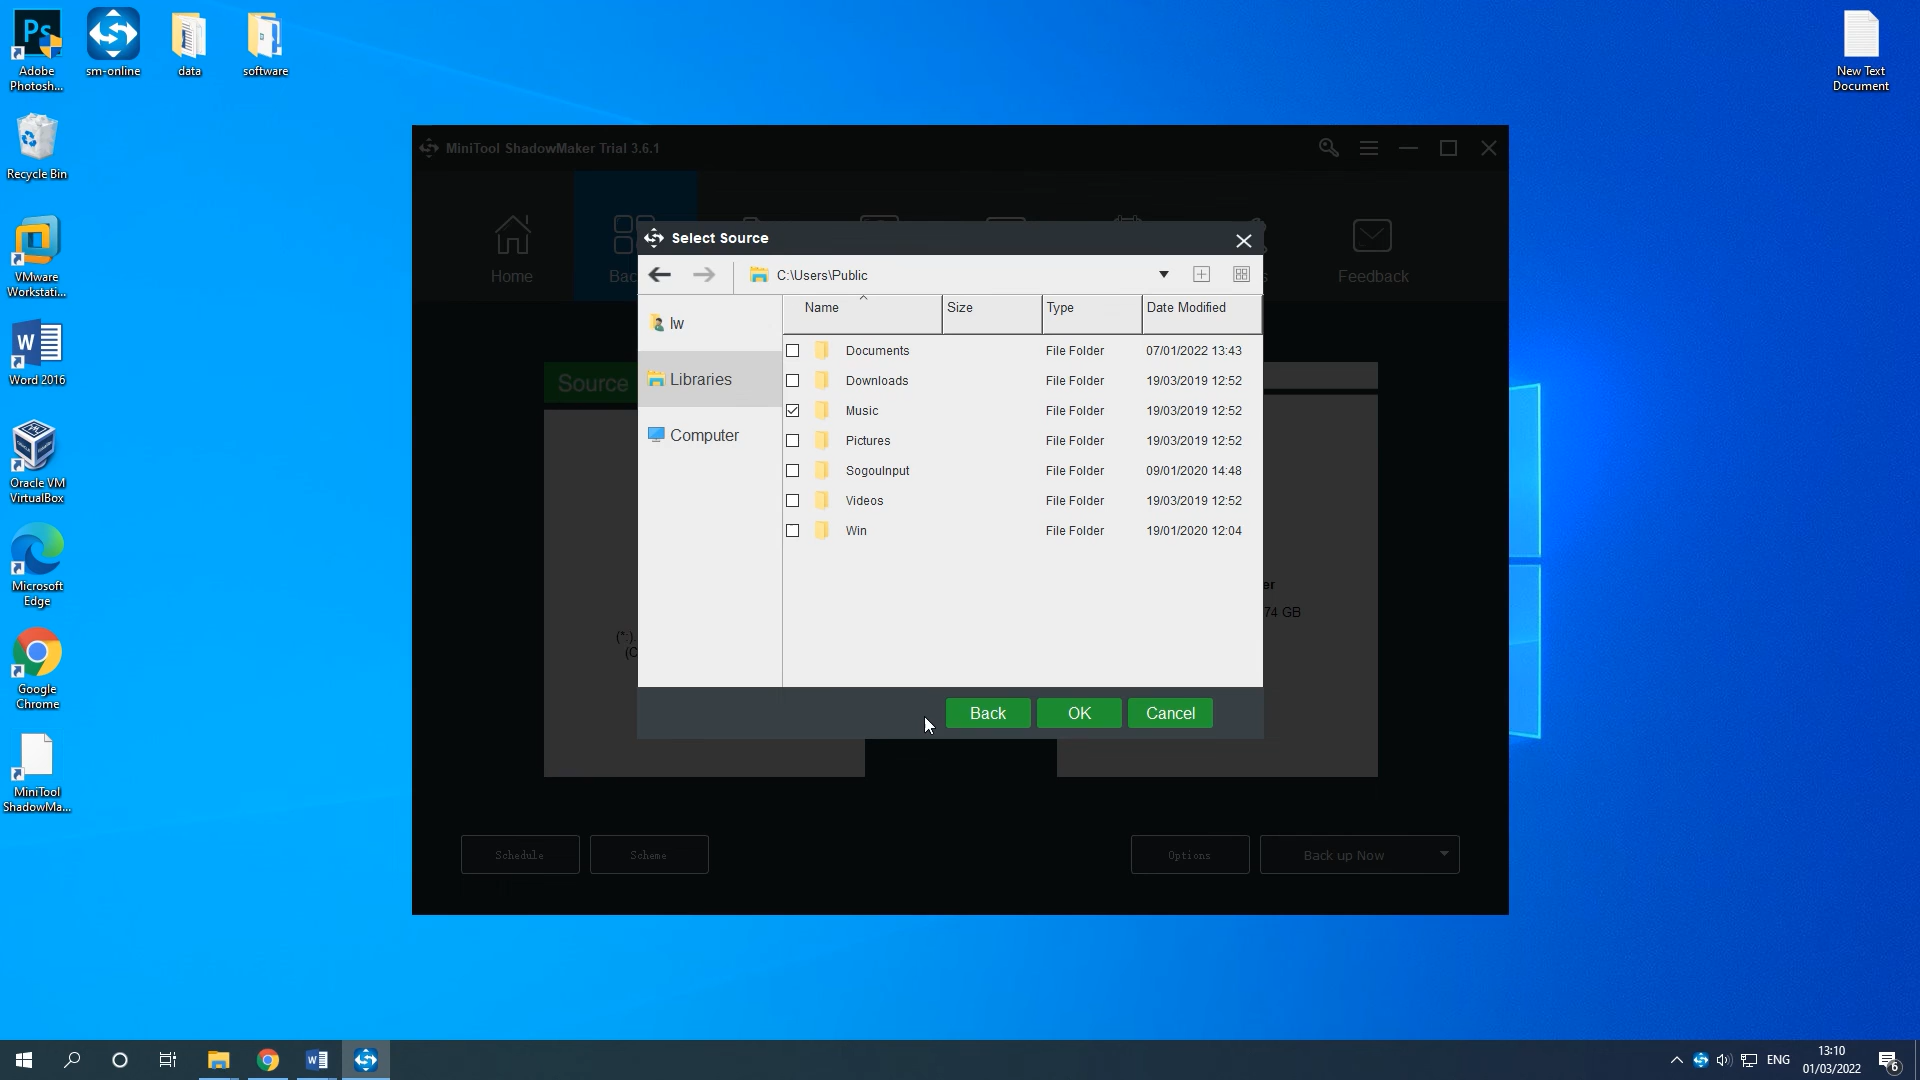 Adobe
Photosh...
sm-online
data
software
New Text
Document
Recycle Bin
VMware
Workstati...
Word 2016
Oracle VM
VirtualBox
Microsoft
Edge
Google
Chrome
MiniTool
ShadowMa...
MiniTool ShadowMaker Trial 3.6.1
Home
Bac
Feedback
Select Source
C:\Users\Public
lw
Libraries
Computer
Name Size Type Date Modified
Documents File Folder 07/01/2022 13:43
Downloads File Folder 19/03/2019 12:52
Music File Folder 19/03/2019 12:52
Pictures File Folder 19/03/2019 12:52
SogouInput File Folder 09/01/2020 14:48
Videos File Folder 19/03/2019 12:52
Win File Folder 19/01/2020 12:04
Source
er
74 GB
(*:).
(C
Back OK Cancel
Schedule Scheme Options Back up Now
ENG
13:10
01/03/2022
6